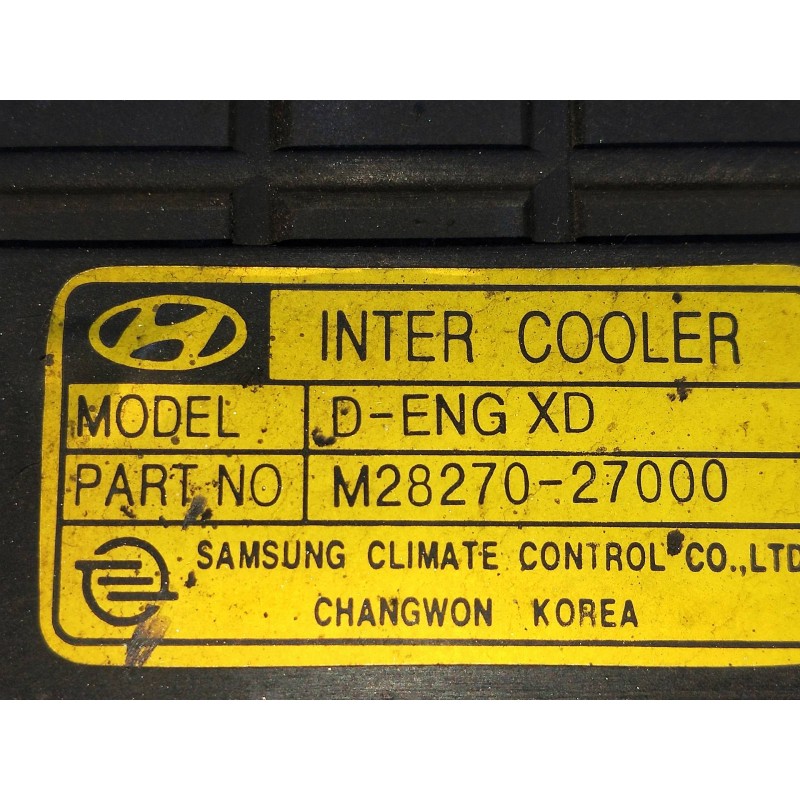 INTER COOLER
MODEL D-ENG XD
PART NO M28270-27000
SAMSUNG CLIMATE CONTROL CO.,LTD
CHANGWON KOREA